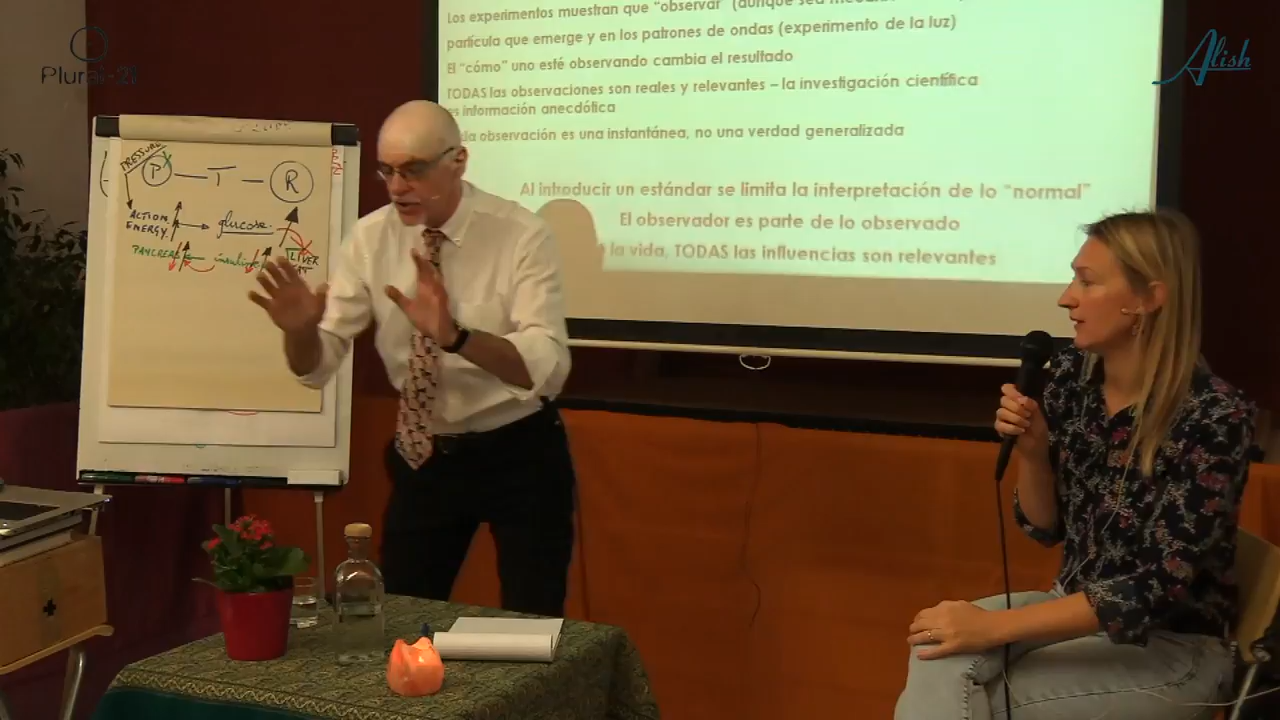 Los experimentos muestran que "observar" (aunque sea
partícula que emerge y en los patrones de ondas (experimento de la luz)
El "cómo" uno esté observando cambia el resultado
TODAS las observaciones son reales y relevantes – la investigación científica
es información anecdótica
observación es una instantánea, no una verdad generalizada
Al introducir un estándar se limita la interpretación de lo "normal"
El observador es parte de lo observado
la vida, TODAS las influencias son relevantes
Plural-21
Alish
PRESSURE
P — T — R
ACTION
ENERGY. glucose.
PANCREAS insulin LIVER